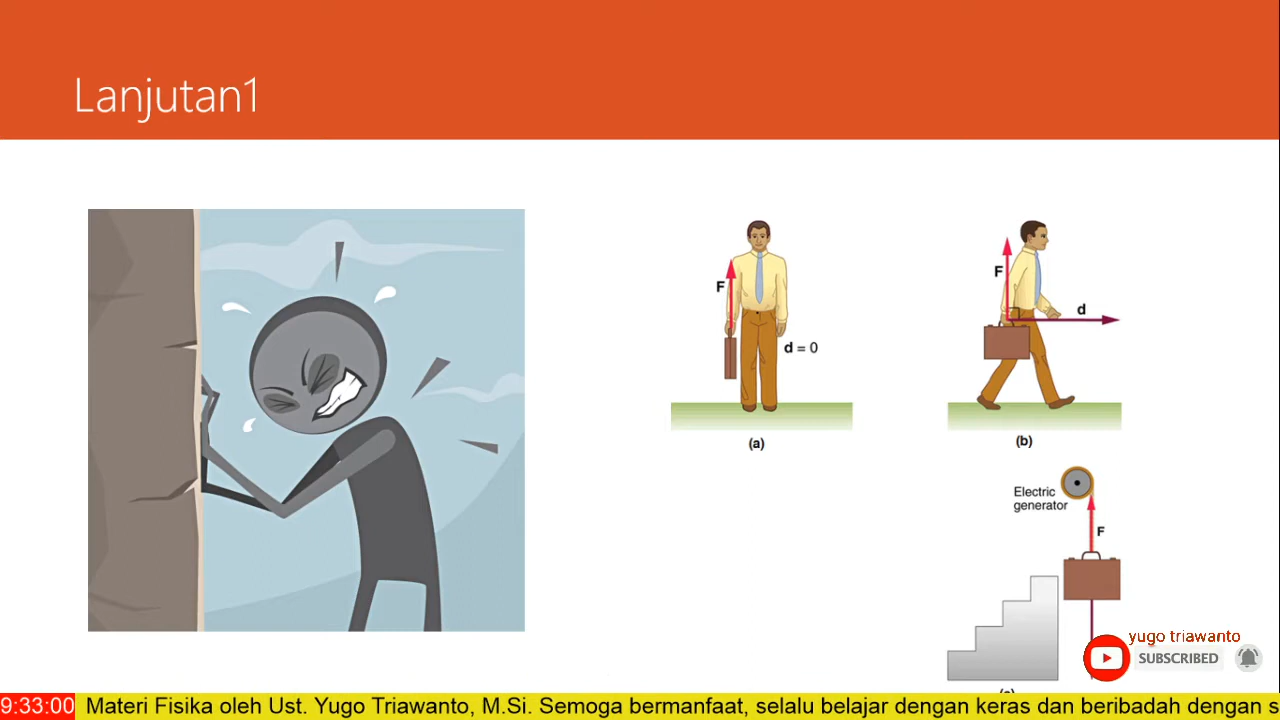 Lanjutan1
F
d = 0
(a)
F
d
(b)
Electric
generator
F
yugo triawanto
SUBSCRIBED
9:33:00 Materi Fisika oleh Ust. Yugo Triawanto, M.Si. Semoga bermanfaat, selalu belajar dengan keras dan beribadah dengan s